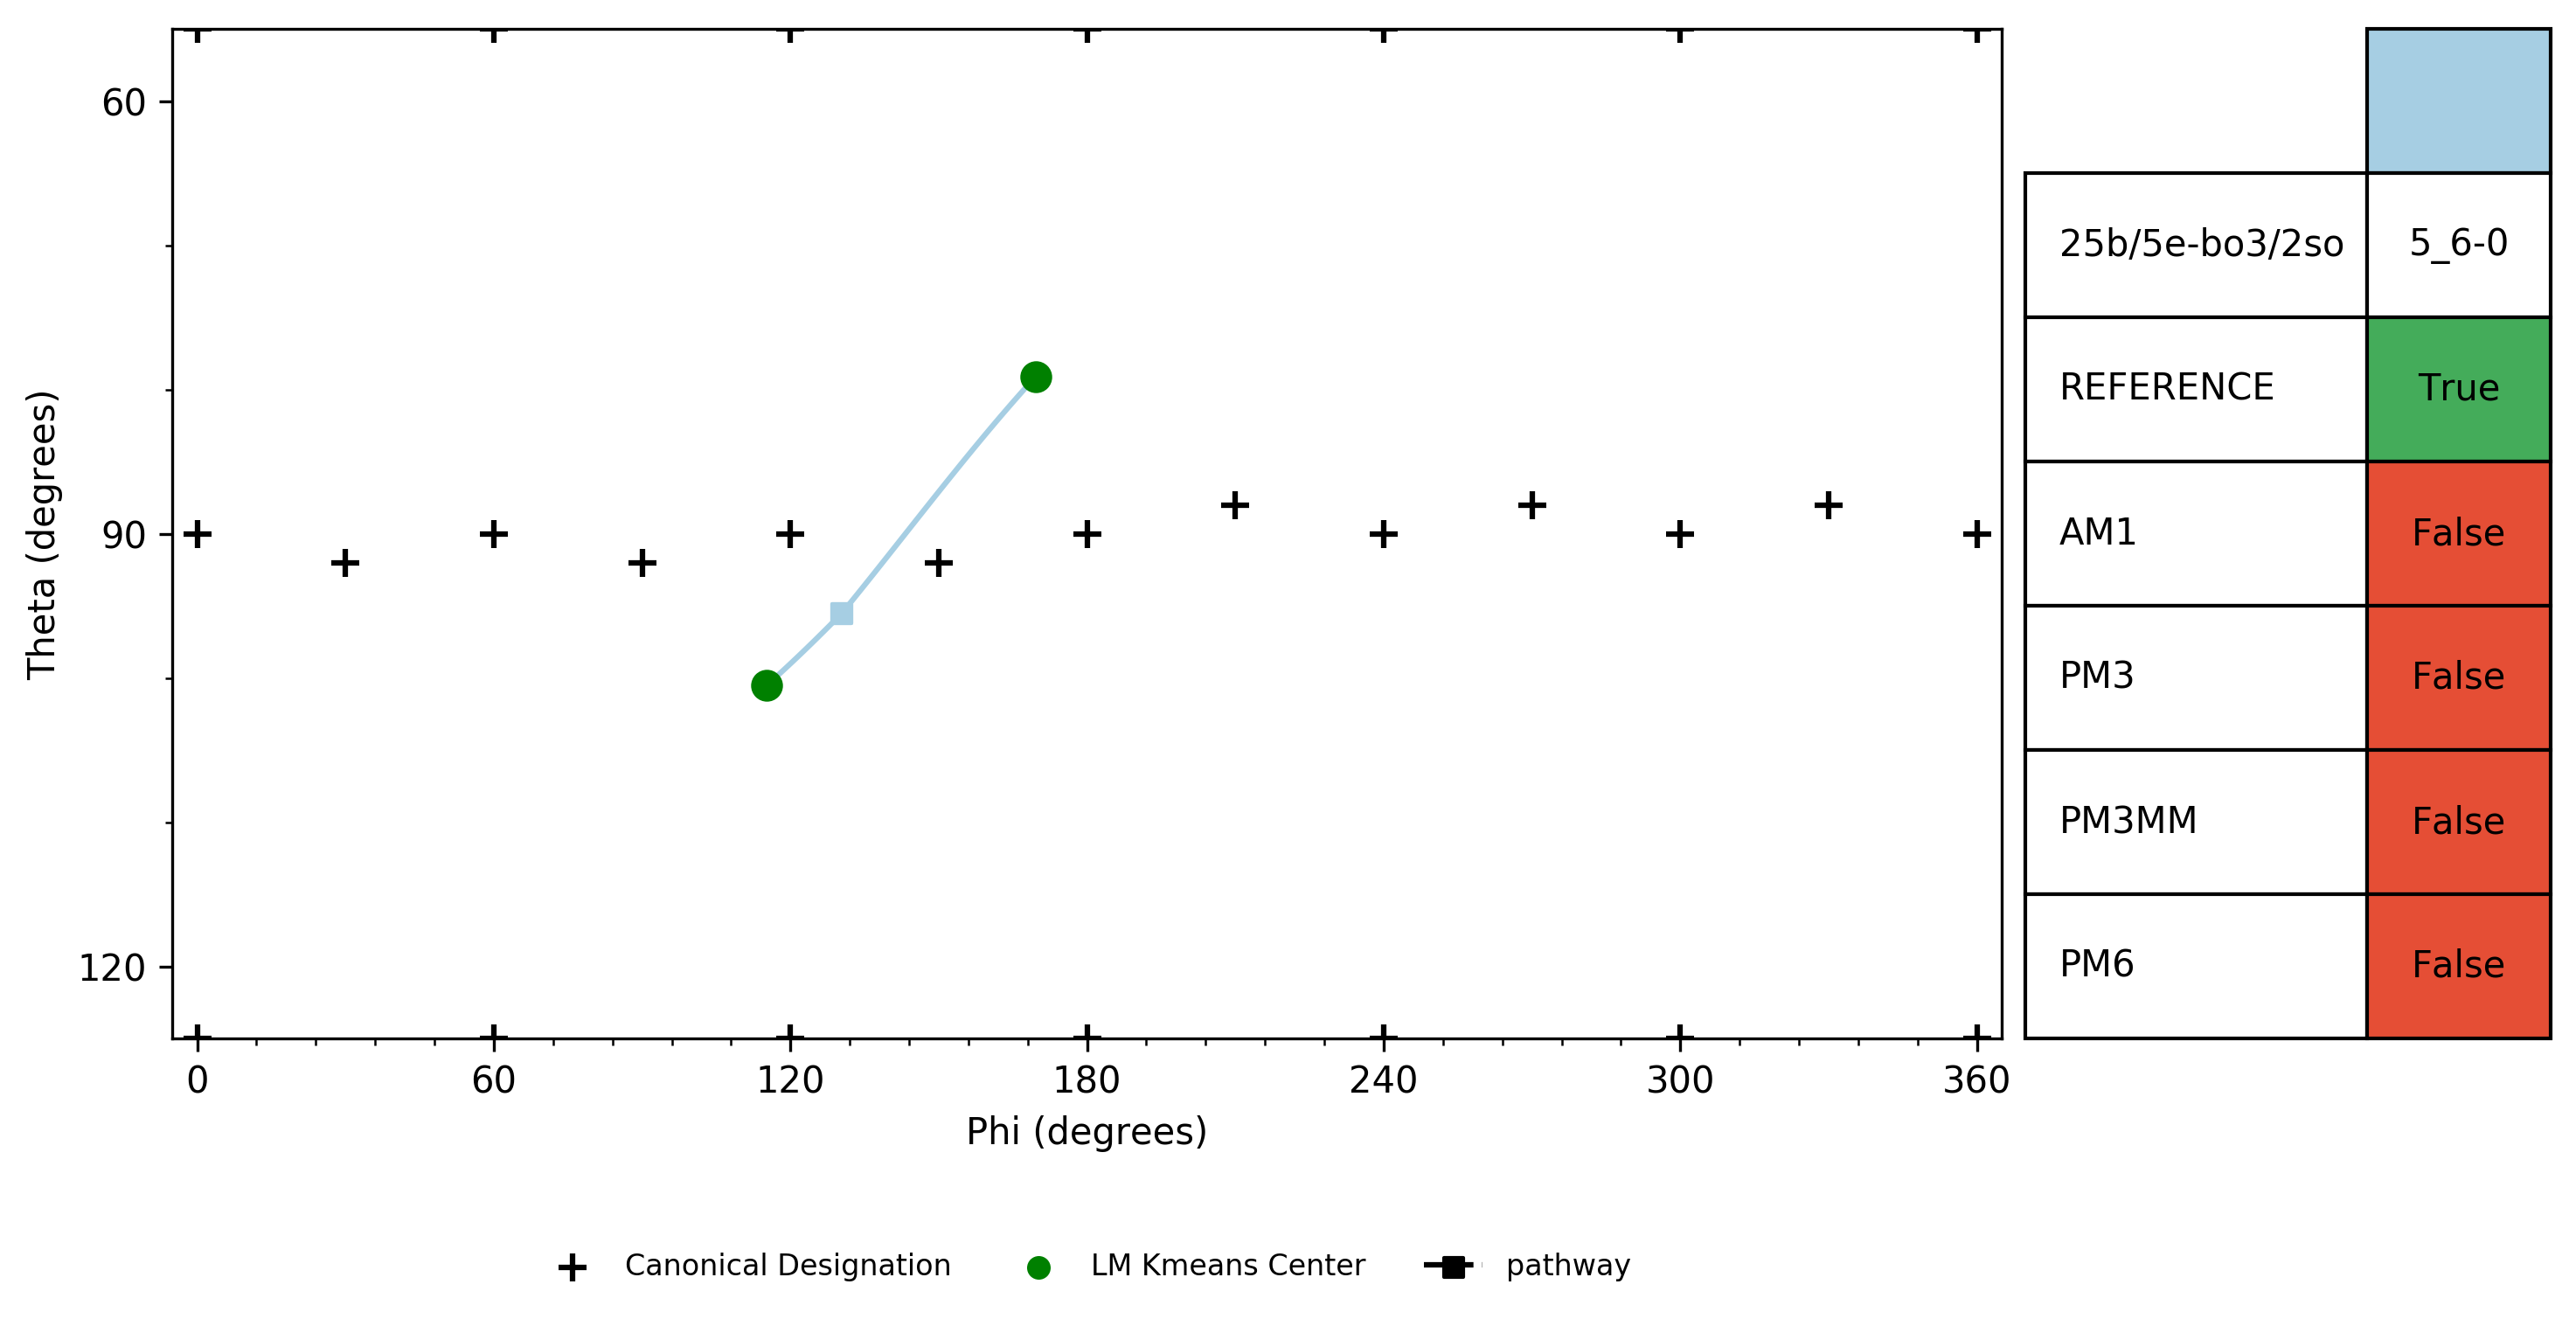 60
90
120
Theta (degrees)
0 60 120 180 240 300 360
Phi (degrees)
Canonical Designation LM Kmeans Center pathway
25b/5e-bo3/2so 5_6-0
REFERENCE True
AM1 False
PM3 False
PM3MM False
PM6 False